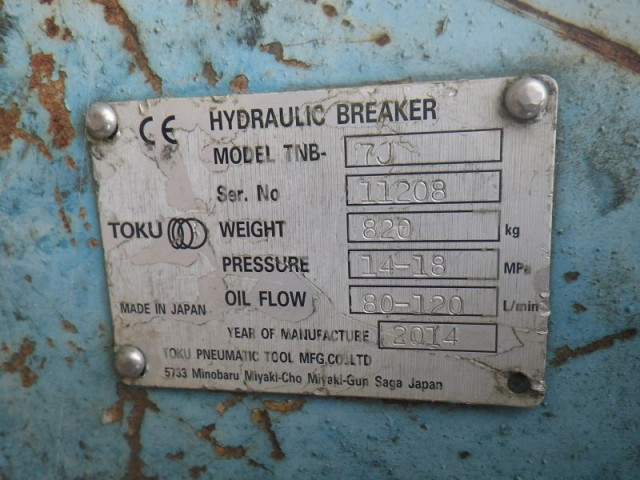 CE HYDRAULIC BREAKER
MODEL TNB- 7J
Ser. No 11208
TOKU WEIGHT 820 kg
PRESSURE 14-18 MPa
MADE IN JAPAN OIL FLOW 80-120 L/min
YEAR OF MANUFACTURE 2014
TOKU PNEUMATIC TOOL MFG.CO.LTD
5733 Minobaru Miyaki-Cho Miyaki-Gun Saga Japan